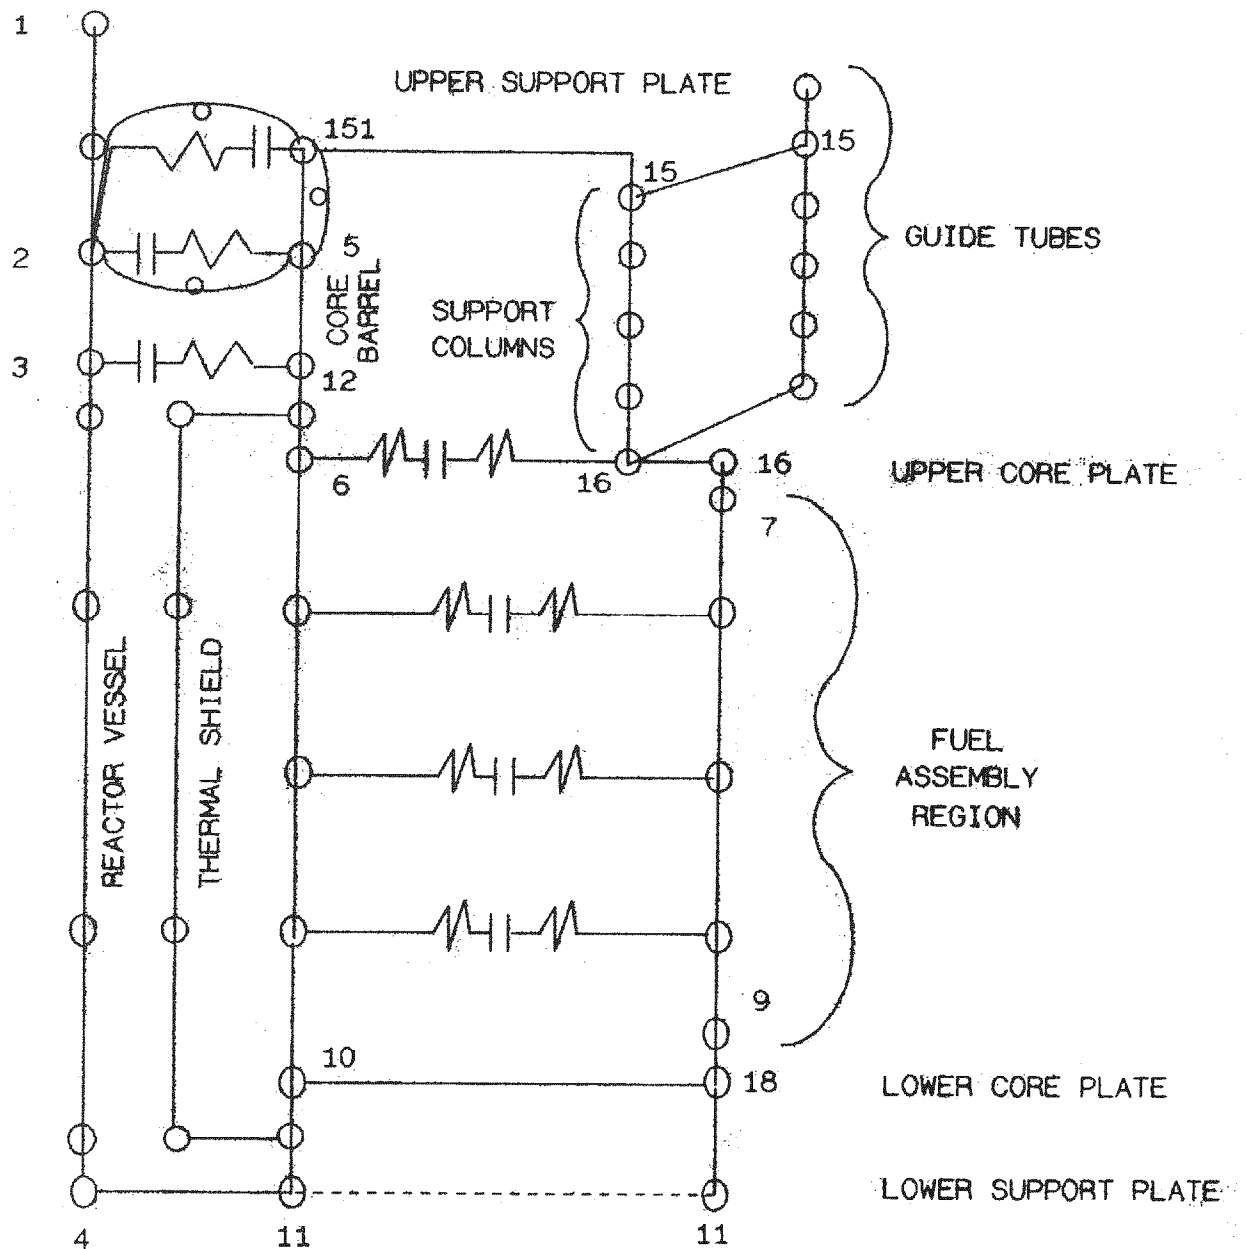 1
UPPER SUPPORT PLATE
151
15
15
2
5
GUIDE TUBES
CORE
BARREL
SUPPORT
COLUMNS
3
12
6
16
16
UPPER CORE PLATE
7
REACTOR VESSEL
THERMAL SHIELD
FUEL
ASSEMBLY
REGION
9
10
18
LOWER CORE PLATE
LOWER SUPPORT PLATE
4
11
11